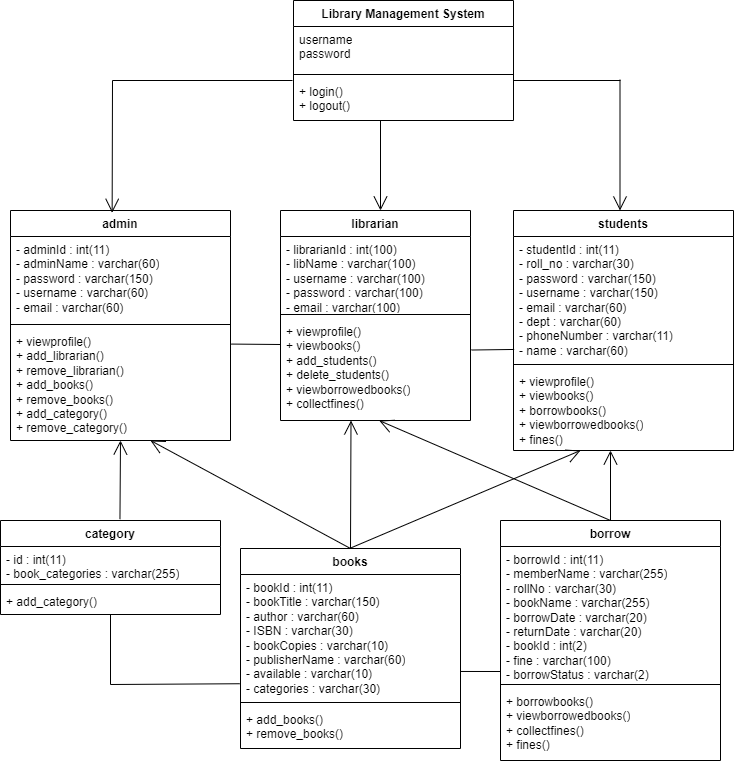 Library Management System
username
password
+ login()
+ logout()
admin
- adminId : int(11)
- adminName : varchar(60)
- password : varchar(150)
- username : varchar(60)
- email : varchar(60)
+ viewprofile()
+ add_librarian()
+ remove_librarian()
+ add_books()
+ remove_books()
+ add_category()
+ remove_category()
librarian
- librarianId : int(100)
- libName : varchar(100)
- username : varchar(100)
- password : varchar(100)
- email : varchar(100)
+ viewprofile()
+ viewbooks()
+ add_students()
+ delete_students()
+ viewborrowedbooks()
+ collectfines()
students
- studentId : int(11)
- roll_no : varchar(30)
- password : varchar(150)
- username : varchar(150)
- email : varchar(60)
- dept : varchar(60)
- phoneNumber : varchar(11)
- name : varchar(60)
+ viewprofile()
+ viewbooks()
+ borrowbooks()
+ viewborrowedbooks()
+ fines()
category
- id : int(11)
- book_categories : varchar(255)
+ add_category()
books
- bookId : int(11)
- bookTitle : varchar(150)
- author : varchar(60)
- ISBN : varchar(30)
- bookCopies : varchar(10)
- publisherName : varchar(60)
- available : varchar(10)
- categories : varchar(30)
+ add_books()
+ remove_books()
borrow
- borrowId : int(11)
- memberName : varchar(255)
- rollNo : varchar(30)
- bookName : varchar(255)
- borrowDate : varchar(20)
- returnDate : varchar(20)
- bookId : int(2)
- fine : varchar(100)
- borrowStatus : varchar(2)
+ borrowbooks()
+ viewborrowedbooks()
+ collectfines()
+ fines()